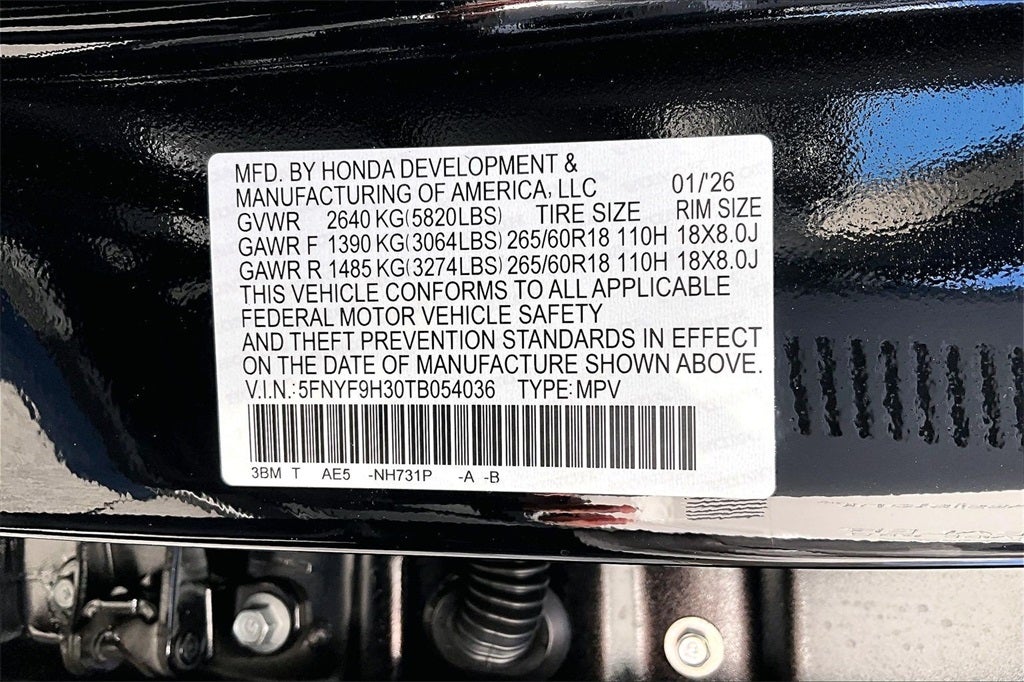 MFD. BY HONDA DEVELOPMENT &
MANUFACTURING OF AMERICA, LLC 01/'26
GVWR 2640 KG(5820LBS) TIRE SIZE RIM SIZE
GAWR F 1390 KG(3064LBS) 265/60R18 110H 18X8.0J
GAWR R 1485 KG(3274LBS) 265/60R18 110H 18X8.0J
THIS VEHICLE CONFORMS TO ALL APPLICABLE
FEDERAL MOTOR VEHICLE SAFETY
AND THEFT PREVENTION STANDARDS IN EFFECT
ON THE DATE OF MANUFACTURE SHOWN ABOVE.
V.I.N.: 5FNYF9H30TB054036 TYPE: MPV
3BM T AE5 -NH731P -A -B